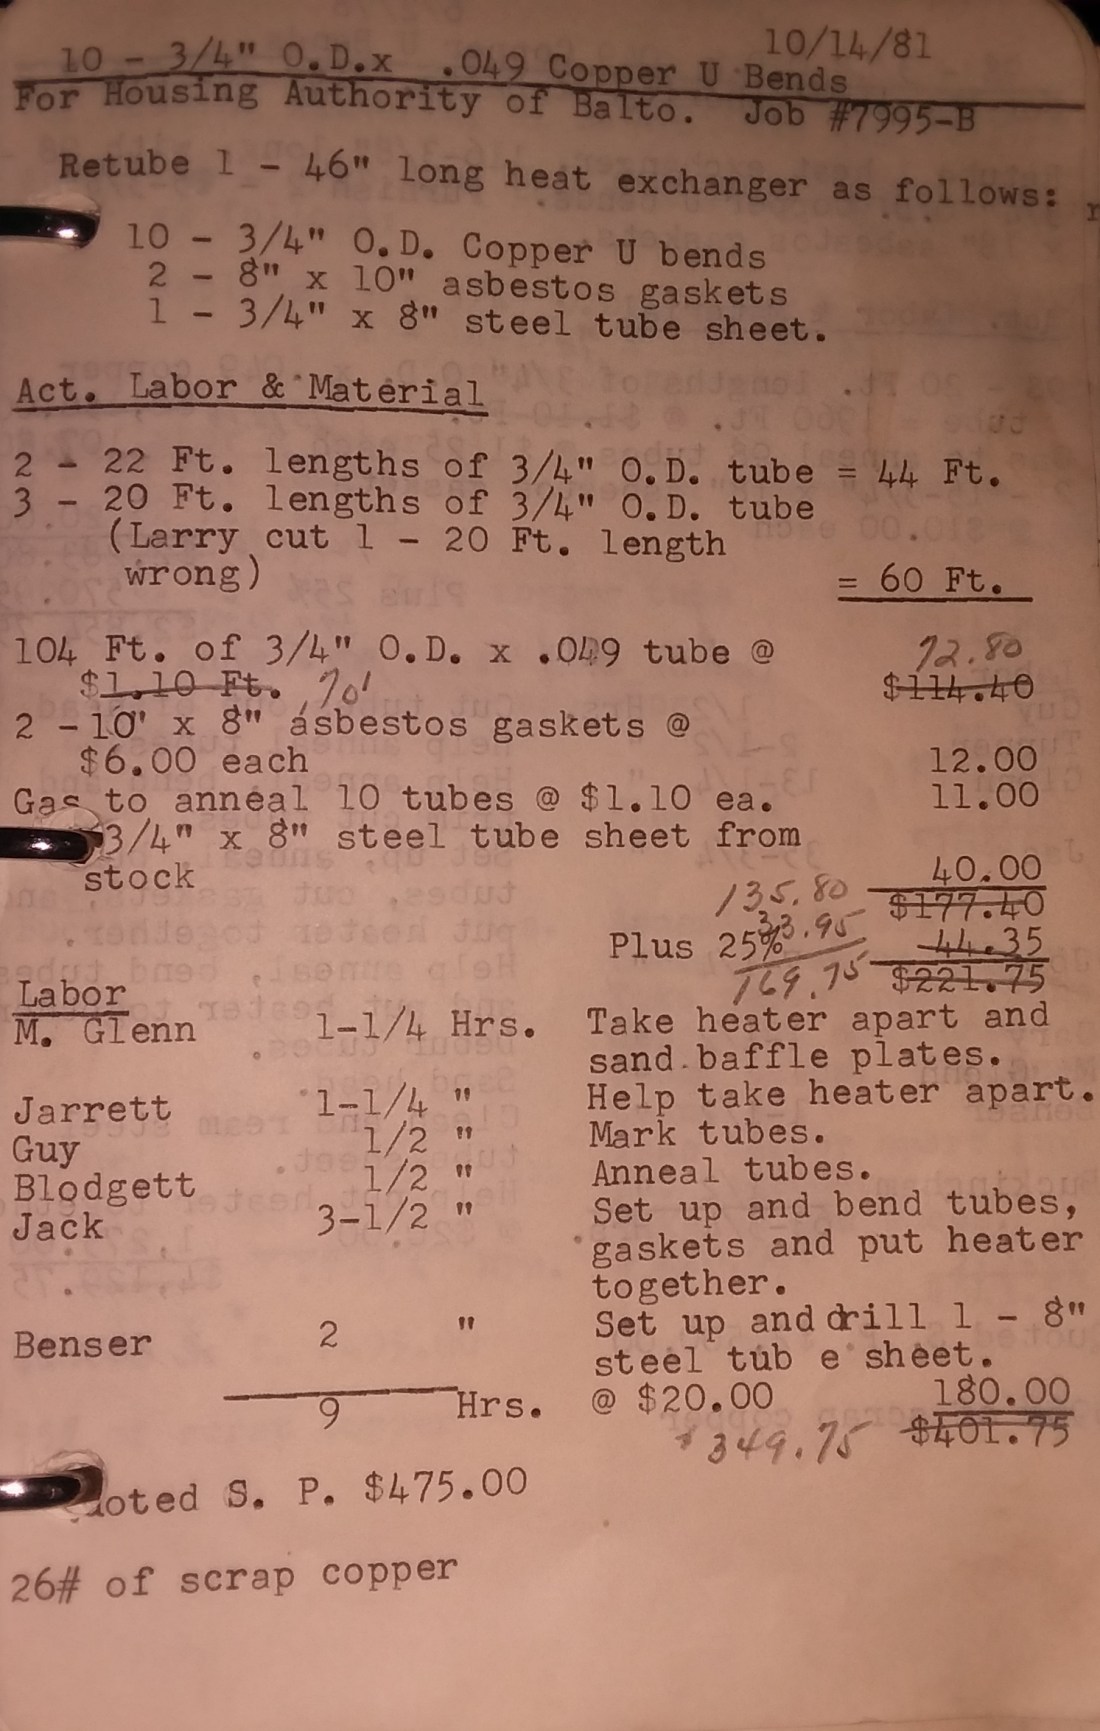 10/14/81
10 - 3/4" O.D.x .049 Copper U Bends
For Housing Authority of Balto. Job #7995-B
Retube 1 - 46" long heat exchanger as follows:
10 - 3/4" O.D. Copper U bends
2 - 8" x 10" asbestos gaskets
1 - 3/4" x 8" steel tube sheet.
Act. Labor & Material
2 - 22 Ft. lengths of 3/4" O.D. tube = 44 Ft.
3 - 20 Ft. lengths of 3/4" O.D. tube
(Larry cut 1 - 20 Ft. length
wrong) = 60 Ft.
104 Ft. of 3/4" O.D. x .049 tube @ 72.80
$1.10 Ft. .70' $114.40
2 - 10' x 8" asbestos gaskets @
$6.00 each 12.00
Gas to anneal 10 tubes @ $1.10 ea. 11.00
3/4" x 8" steel tube sheet from
stock 40.00
135.80 $177.40
Plus 25% 33.95 44.35
169.75 $221.75
Labor
M. Glenn 1-1/4 Hrs. Take heater apart and
sand baffle plates.
Jarrett 1-1/4 " Help take heater apart.
Guy 1/2 " Mark tubes.
Blodgett 1/2 " Anneal tubes.
Jack 3-1/2 " Set up and bend tubes,
gaskets and put heater
together.
Benser 2 " Set up and drill 1 - 8"
steel tub e sheet.
9 Hrs. @ $20.00 180.00
$349.75 $401.75
oted S. P. $475.00
26# of scrap copper